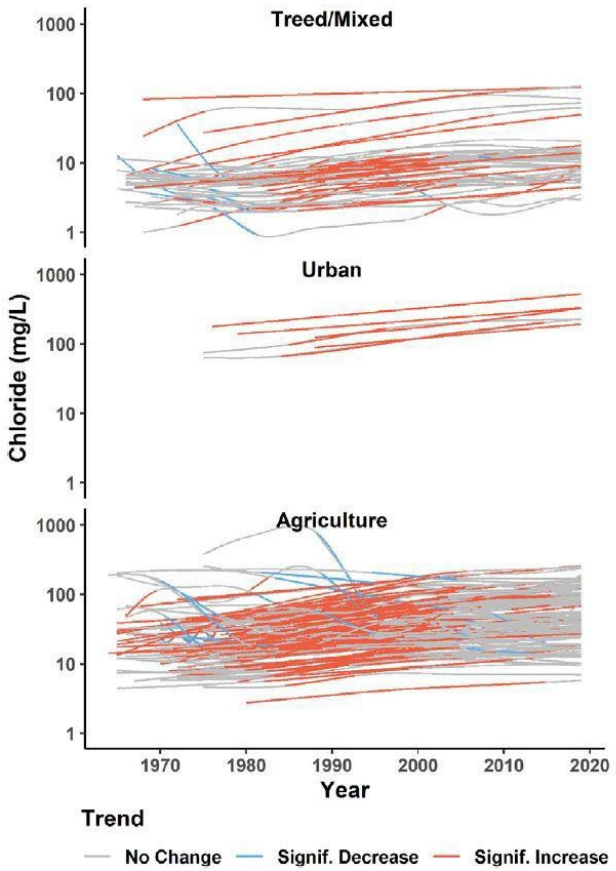 Treed/Mixed
1000
100
10
1
Urban
1000
100
10
1
Chloride (mg/L)
Agriculture
1000
100
10
1
1970 1980 1990 2000 2010 2020
Year
Trend
No Change Signif. Decrease Signif. Increase